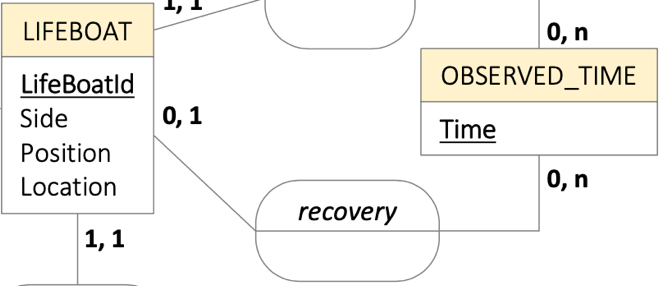 1, 1
LIFEBOAT
LifeBoatId
Side
Position
Location
0, 1
1, 1
recovery
0, n
OBSERVED_TIME
Time
0, n